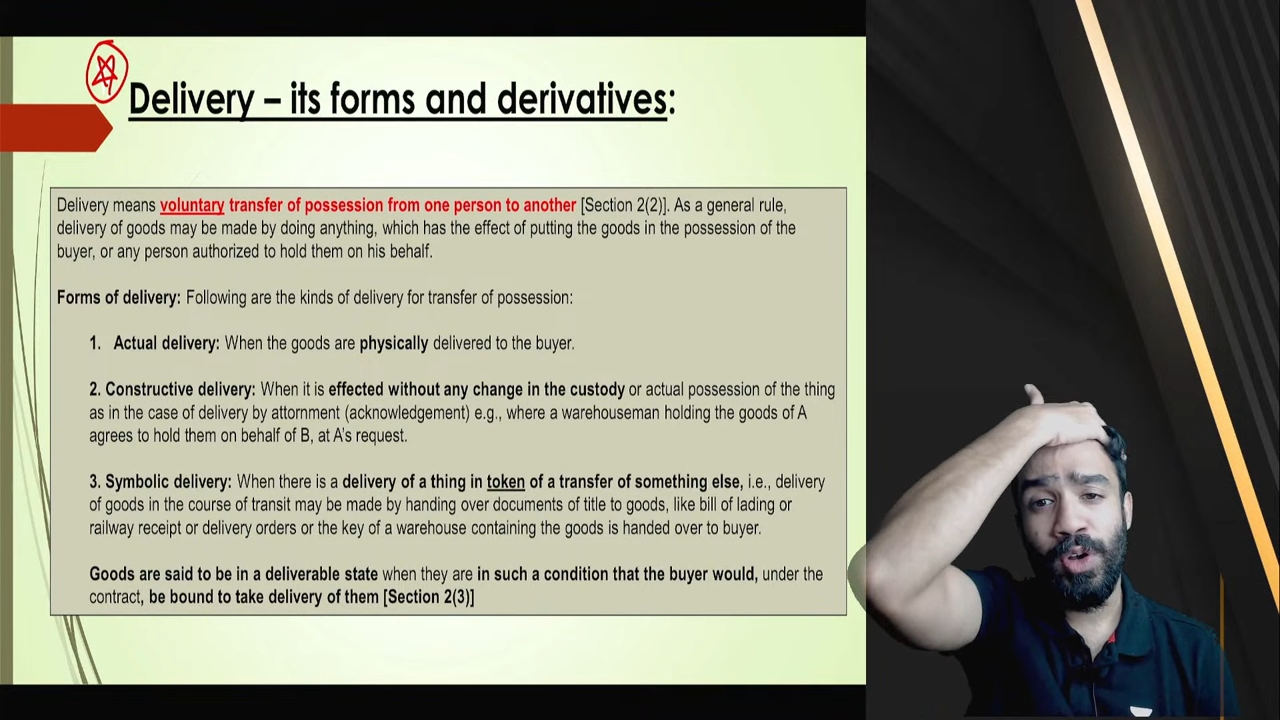 Delivery – its forms and derivatives:
Delivery means voluntary transfer of possession from one person to another [Section 2(2)]. As a general rule,
delivery of goods may be made by doing anything, which has the effect of putting the goods in the possession of the
buyer, or any person authorized to hold them on his behalf.
Forms of delivery: Following are the kinds of delivery for transfer of possession:
1. Actual delivery: When the goods are physically delivered to the buyer.
2. Constructive delivery: When it is effected without any change in the custody or actual possession of the thing
as in the case of delivery by attornment (acknowledgement) e.g., where a warehouseman holding the goods of A
agrees to hold them on behalf of B, at A's request.
3. Symbolic delivery: When there is a delivery of a thing in token of a transfer of something else, i.e., delivery
of goods in the course of transit may be made by handing over documents of title to goods, like bill of lading or
railway receipt or delivery orders or the key of a warehouse containing the goods is handed over to buyer.
Goods are said to be in a deliverable state when they are in such a condition that the buyer would, under the
contract, be bound to take delivery of them [Section 2(3)]